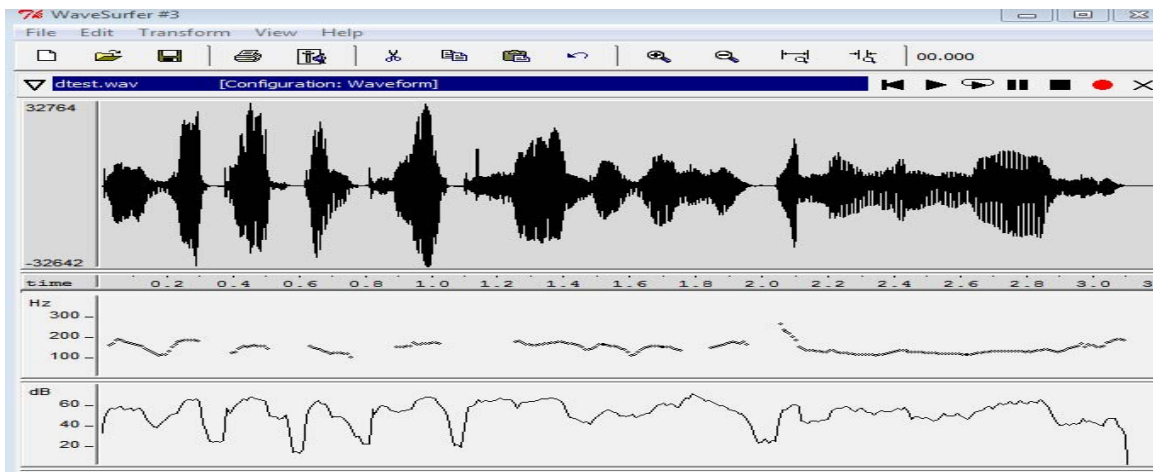 WaveSurfer #3
File Edit Transform View Help
00.000
dtest.wav [Configuration: Waveform]
32764
-32642
time 0.2 0.4 0.6 0.8 1.0 1.2 1.4 1.6 1.8 2.0 2.2 2.4 2.6 2.8 3.0 3
Hz
300
200
100
dB
60
40
20